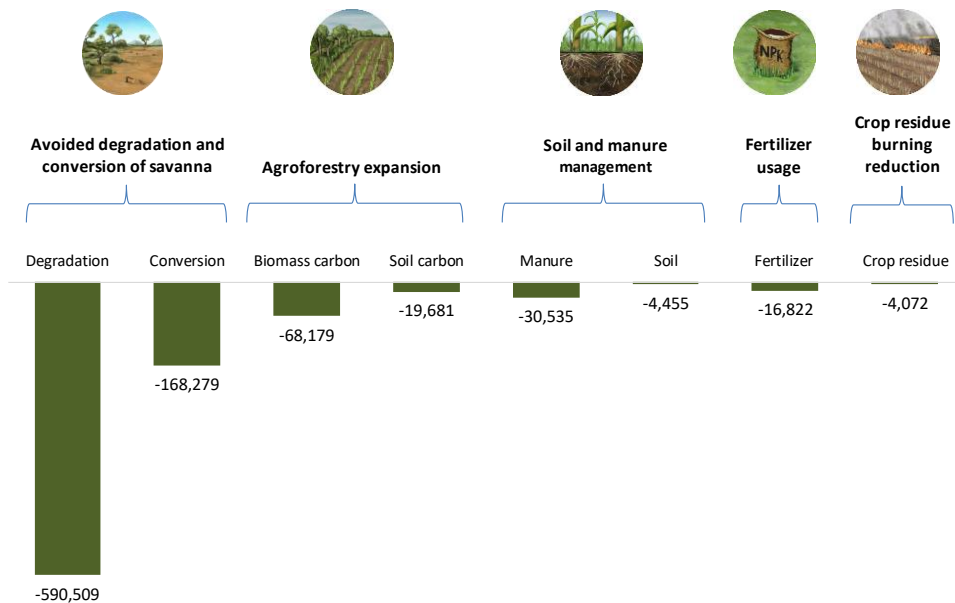 NPK
Avoided degradation and
conversion of savanna
Agroforestry expansion
Soil and manure
management
Fertilizer
usage
Crop residue
burning
reduction
Degradation
Conversion
Biomass carbon
Soil carbon
Manure
Soil
Fertilizer
Crop residue
-590,509
-168,279
-68,179
-19,681
-30,535
-4,455
-16,822
-4,072